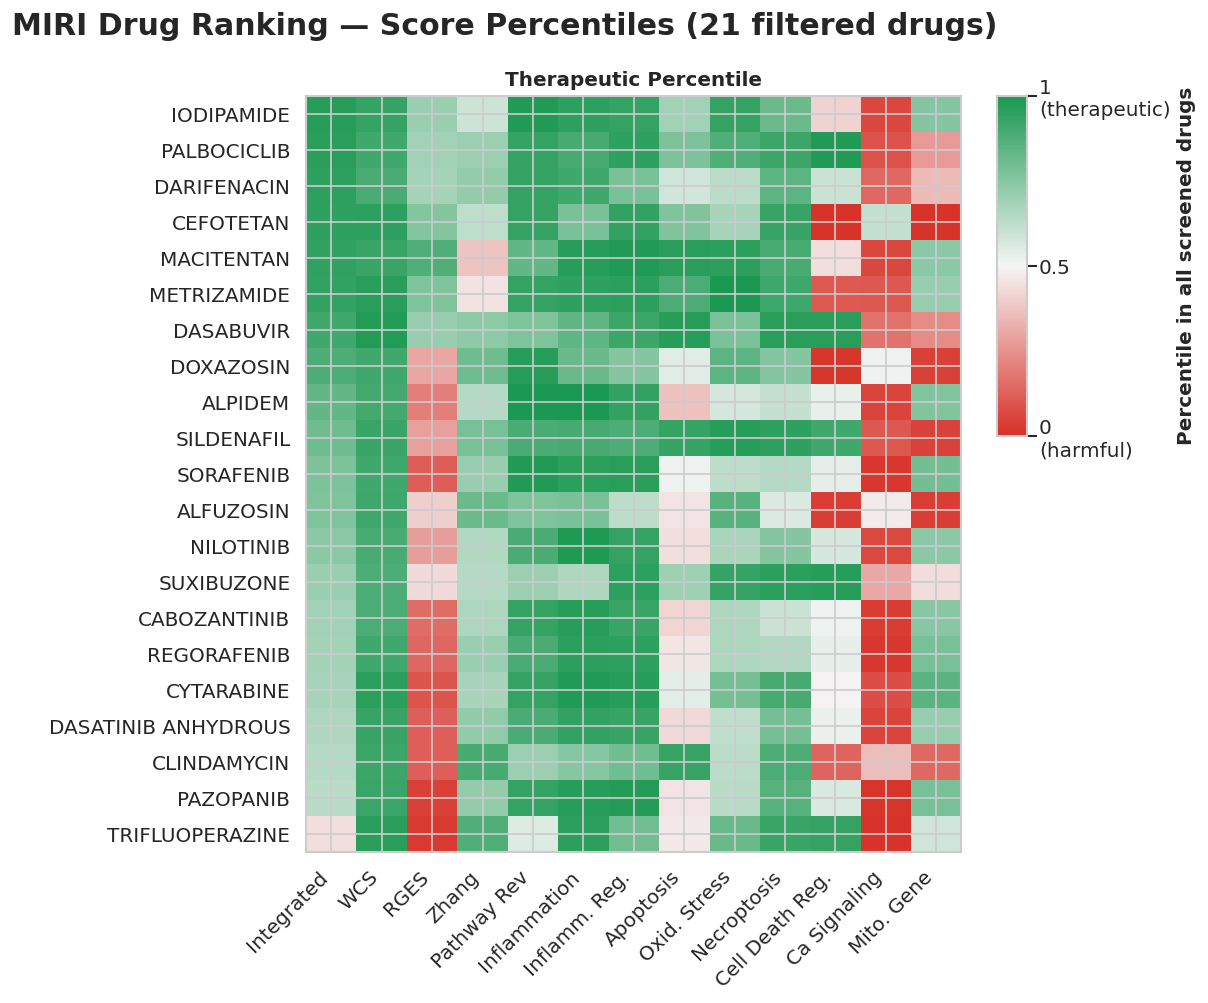 MIRI Drug Ranking — Score Percentiles (21 filtered drugs)
Therapeutic Percentile
IODIPAMIDE
PALBOCICLIB
DARIFENACIN
CEFOTETAN
MACITENTAN
METRIZAMIDE
DASABUVIR
DOXAZOSIN
ALPIDEM
SILDENAFIL
SORAFENIB
ALFUZOSIN
NILOTINIB
SUXIBUZONE
CABOZANTINIB
REGORAFENIB
CYTARABINE
DASATINIB ANHYDROUS
CLINDAMYCIN
PAZOPANIB
TRIFLUOPERAZINE
Integrated
WCS
RGES
Zhang
Pathway Rev
Inflammation
Inflamm. Reg.
Apoptosis
Oxid. Stress
Necroptosis
Cell Death Reg.
Ca Signaling
Mito. Gene
1
(therapeutic)
0.5
0
(harmful)
Percentile in all screened drugs